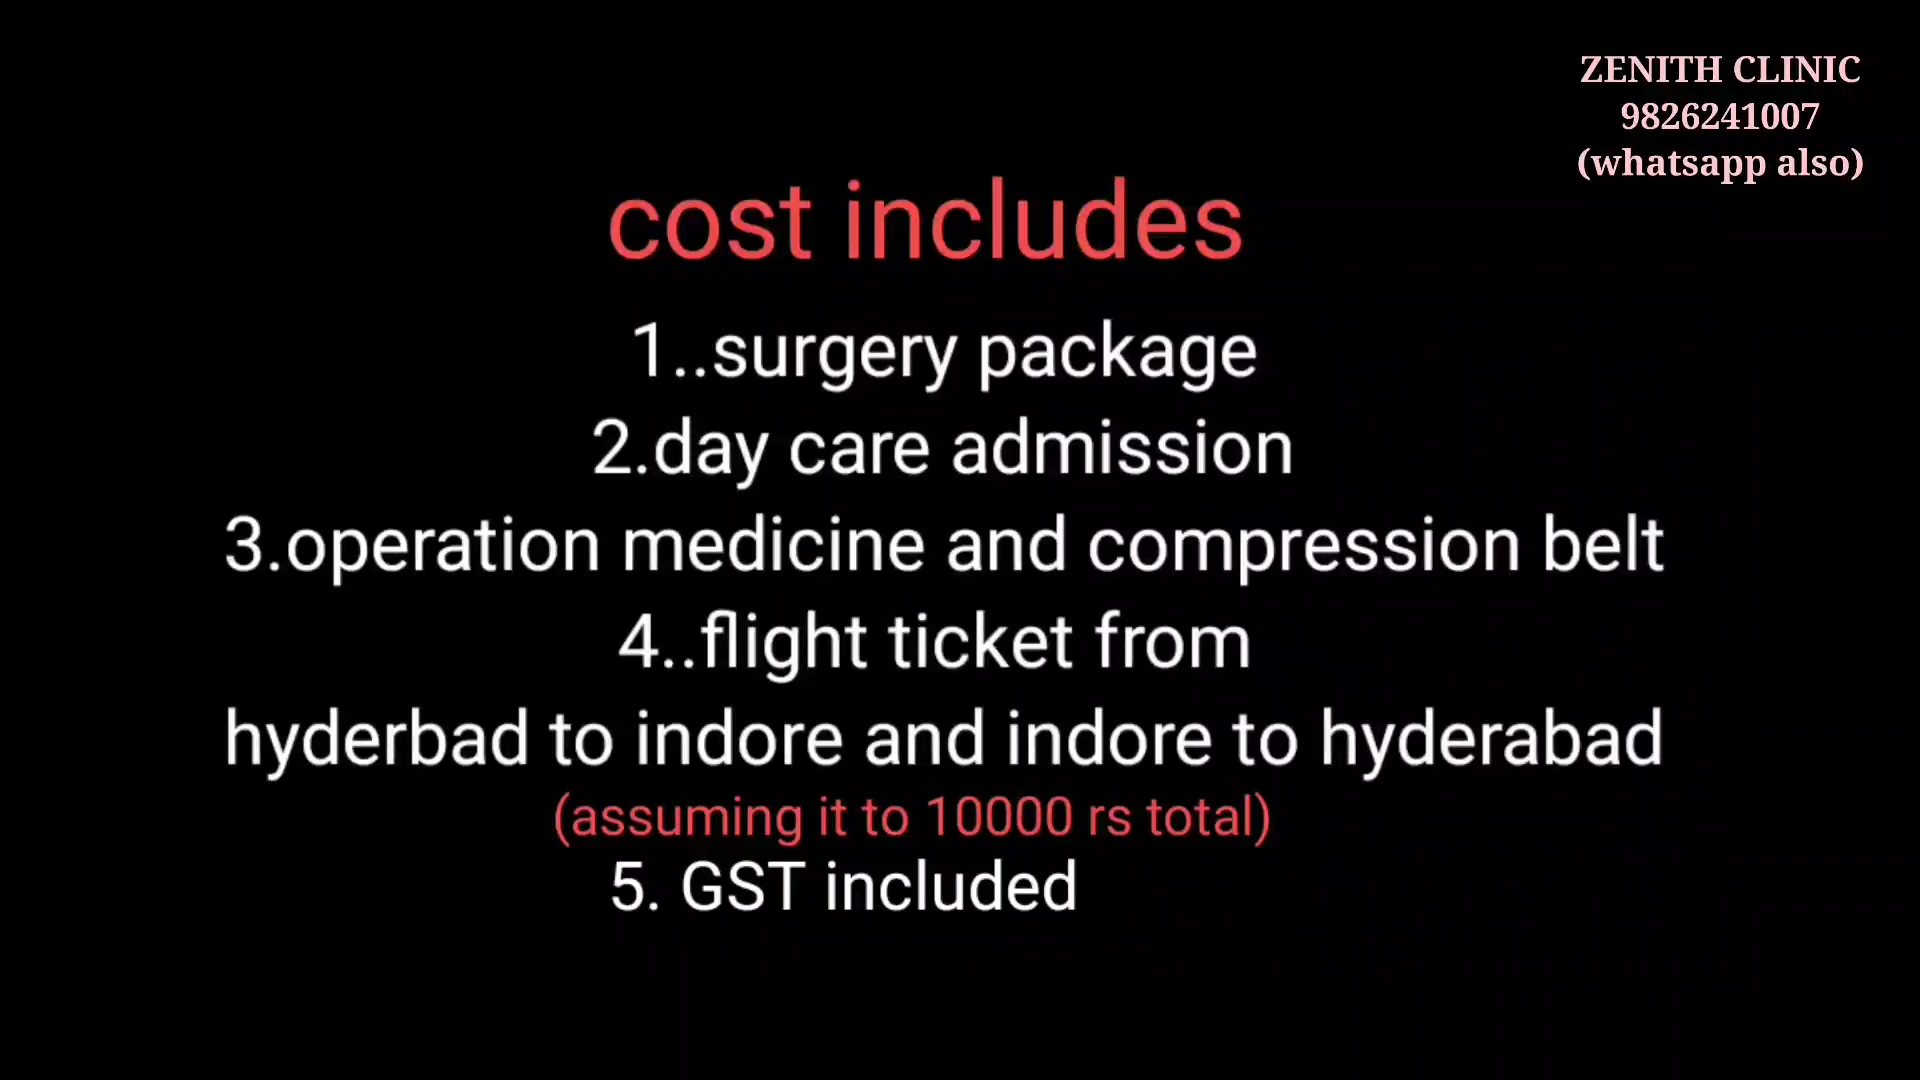 ZENITH CLINIC
9826241007
(whatsapp also)
cost includes
1..surgery package
2.day care admission
3.operation medicine and compression belt
4..flight ticket from
hyderbad to indore and indore to hyderabad
(assuming it to 10000 rs total)
5. GST included